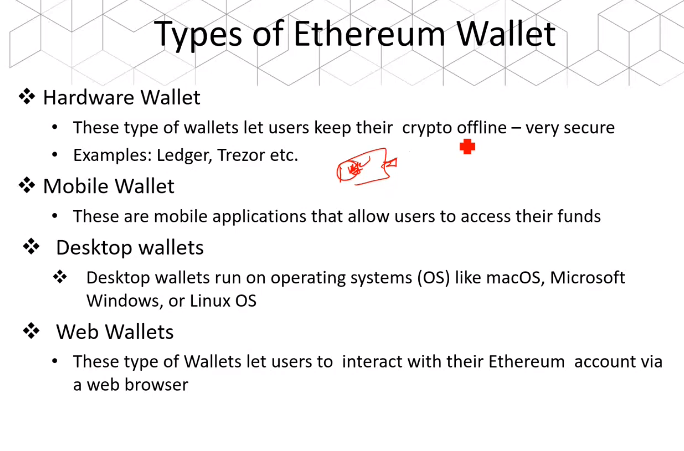 Types of Ethereum Wallet
❖ Hardware Wallet
• These type of wallets let users keep their crypto offline – very secure
• Examples: Ledger, Trezor etc.
❖ Mobile Wallet
• These are mobile applications that allow users to access their funds
❖ Desktop wallets
❖ Desktop wallets run on operating systems (OS) like macOS, Microsoft
Windows, or Linux OS
❖ Web Wallets
• These type of Wallets let users to interact with their Ethereum account via
a web browser